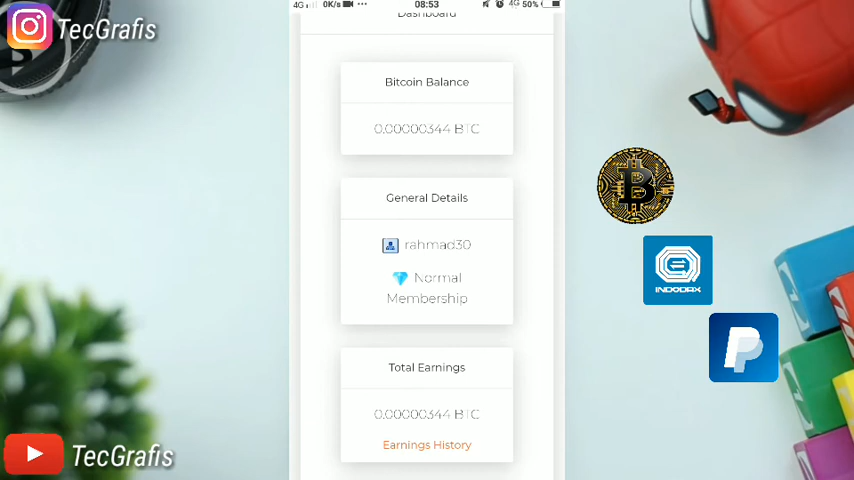 TecGrafis
4G
0K/s
08:53
4G
50%
Dashboard
Bitcoin Balance
0.00000344 BTC
General Details
rahmad30
Normal
Membership
Total Earnings
0.00000344 BTC
Earnings History
INDODAX
TecGrafis